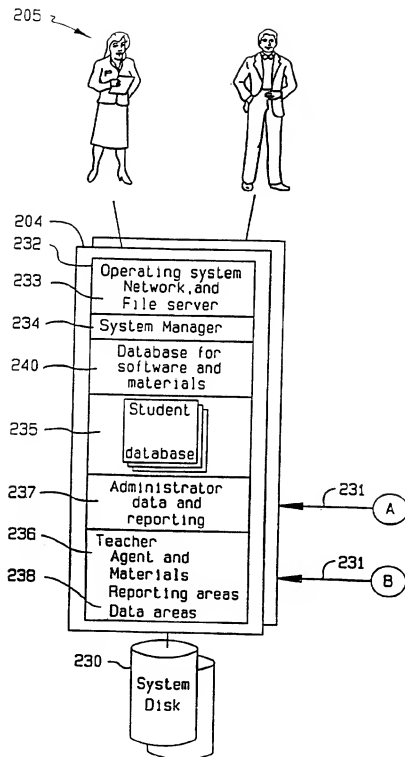 205
204
232
Operating system
233
Network,and
File server
234
System Manager
240
Database for
software and
materials
235
Student
database
237
Administrator
data and
reporting
231
A
236
Teacher
Agent and
Materials
231
B
Reporting areas
238
Data areas
230
System
Disk